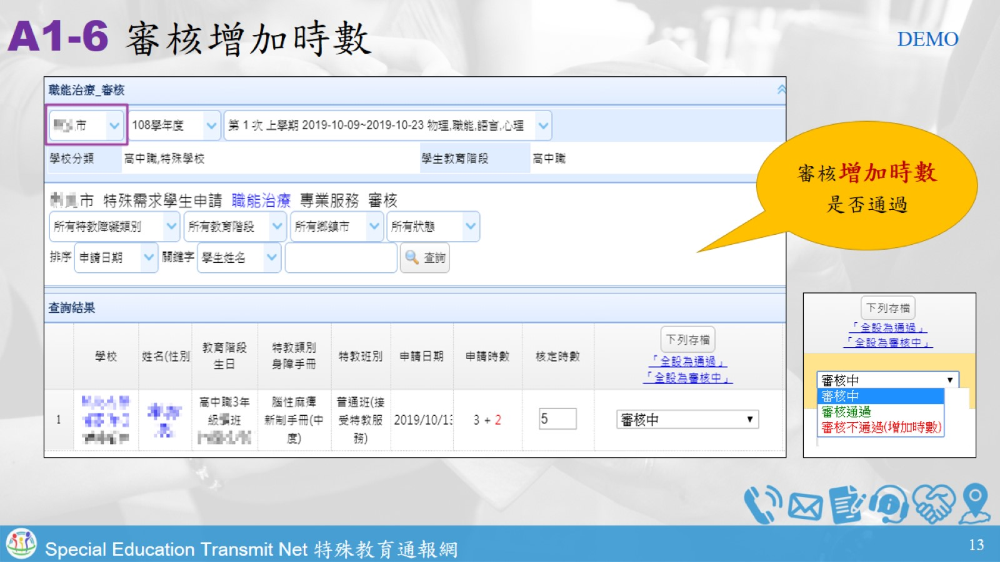 A1-6 審核增加時數
DEMO
職能治療_審核
市
108學年度
第 1 次 上學期 2019-10-09~2019-10-23 物理,職能,語言,心理
學校分類
高中職,特殊學校
學生教育階段
高中職
審核增加時數
是否通過
市 特殊需求學生申請 職能治療 專業服務 審核
所有特教障礙類別
所有教育階段
所有鄉鎮市
所有狀態
排序
申請日期
關鍵字
學生姓名
查詢
查詢結果
學校
姓名(性別
教育階段
生日
特教類別
身障手冊
特教班別
申請日期
申請時數
核定時數
下列存檔
「全設為通過」
「全設為審核中」
1
高中職3年
級 班
腦性麻痺
新制手冊(中
度)
普通班(接
受特教服
務)
2019/10/13
3 + 2
5
審核中
下列存檔
「全設為通過」
「全設為審核中」
審核中
審核中
審核通過
審核不通過(增加時數)
Special Education Transmit Net 特殊教育通報網
13